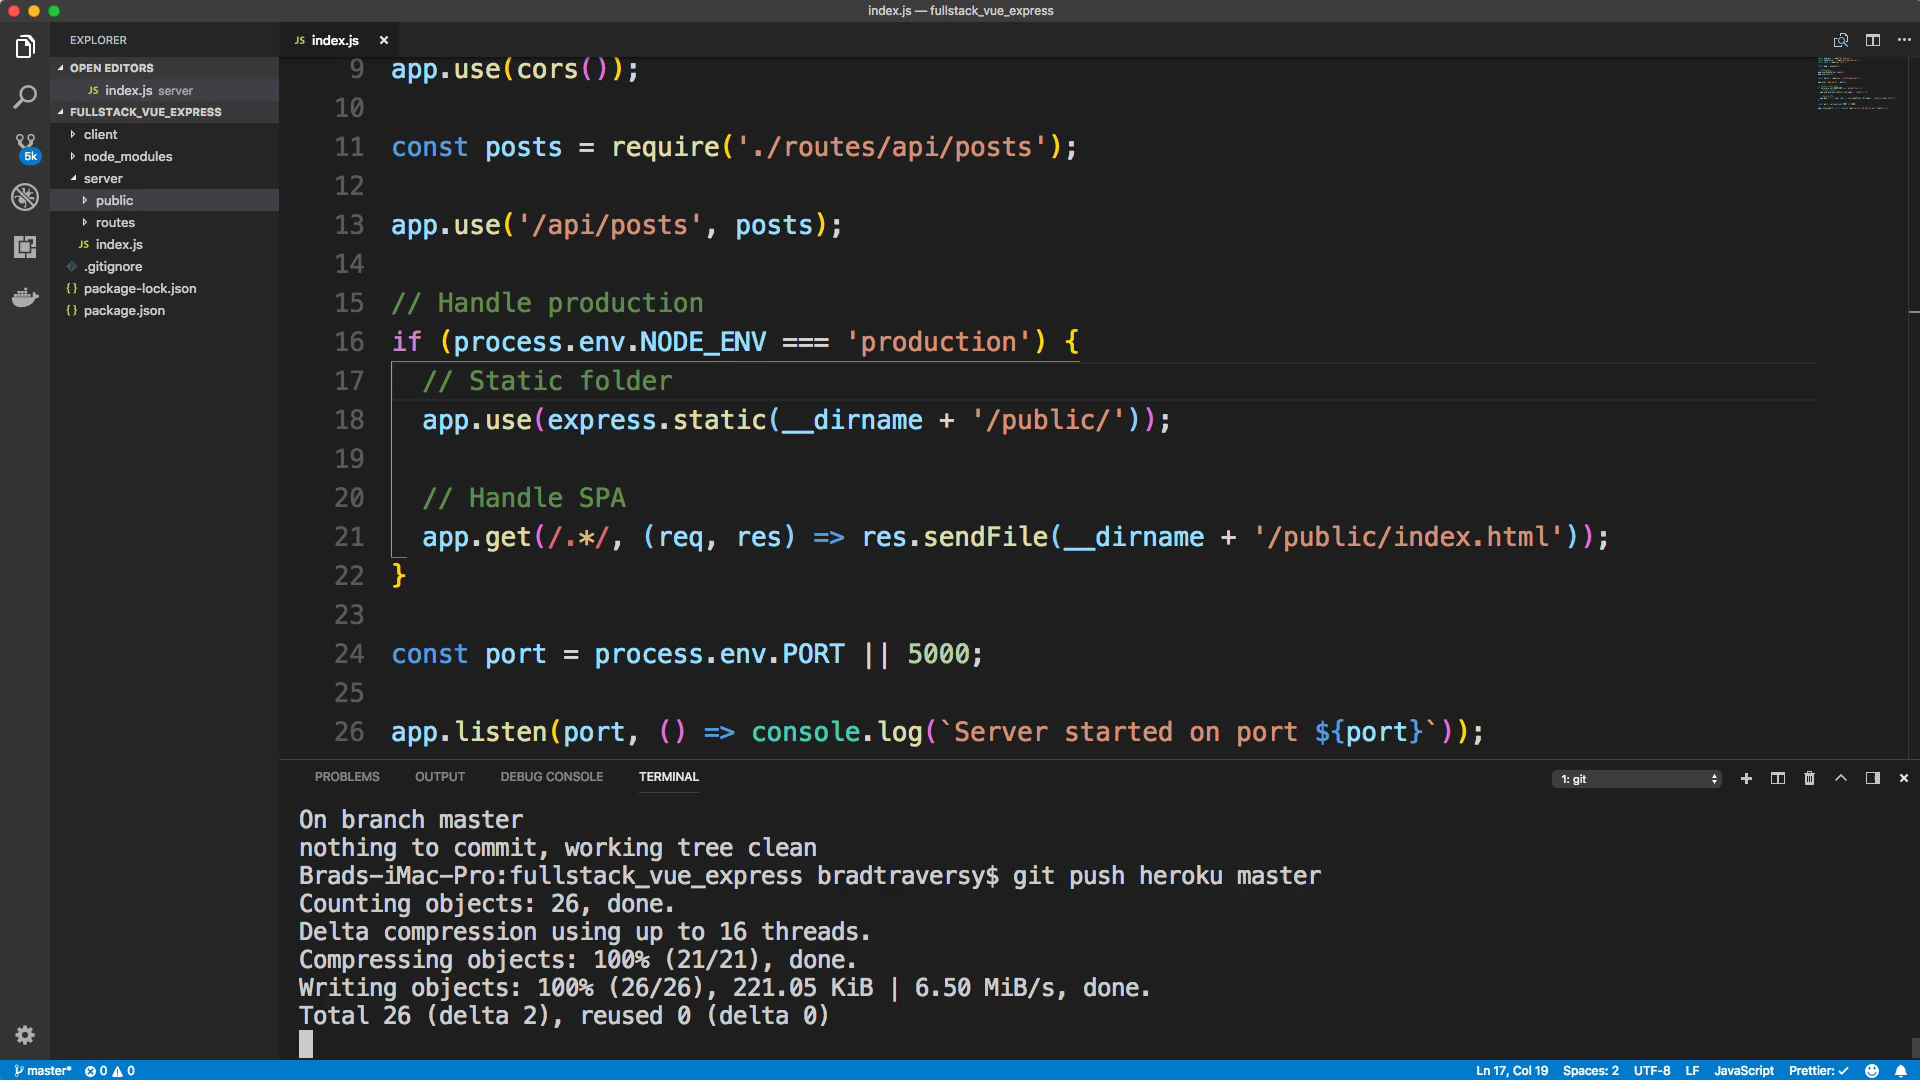 index.js — fullstack_vue_express
EXPLORER
OPEN EDITORS
JS index.js server
FULLSTACK_VUE_EXPRESS
client
node_modules
server
public
routes
JS index.js
.gitignore
{} package-lock.json
{} package.json
5k
JS index.js ×
9 app.use(cors());
10
11 const posts = require('./routes/api/posts');
12
13 app.use('/api/posts', posts);
14
15 // Handle production
16 if (process.env.NODE_ENV === 'production') {
17 // Static folder
18 app.use(express.static(__dirname + '/public/'));
19
20 // Handle SPA
21 app.get(/.*/, (req, res) => res.sendFile(__dirname + '/public/index.html'));
22 }
23
24 const port = process.env.PORT || 5000;
25
26 app.listen(port, () => console.log(`Server started on port ${port}`));
PROBLEMS OUTPUT DEBUG CONSOLE TERMINAL 1: git
On branch master
nothing to commit, working tree clean
Brads-iMac-Pro:fullstack_vue_express bradtraversy$ git push heroku master
Counting objects: 26, done.
Delta compression using up to 16 threads.
Compressing objects: 100% (21/21), done.
Writing objects: 100% (26/26), 221.05 KiB | 6.50 MiB/s, done.
Total 26 (delta 2), reused 0 (delta 0)
master* 0 0 Ln 17, Col 19 Spaces: 2 UTF-8 LF JavaScript Prettier: ✓